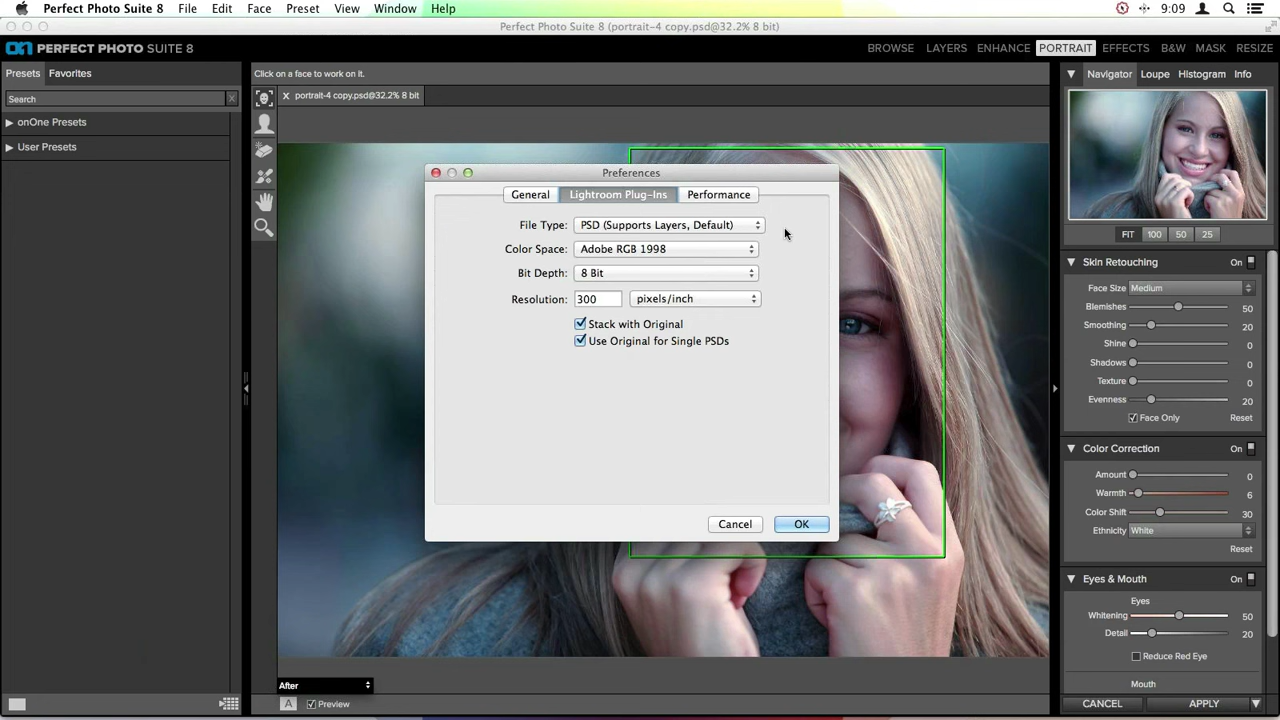 Perfect Photo Suite 8 File Edit Face Preset View Window Help 9:09
Perfect Photo Suite 8 (portrait-4 copy.psd@32.2% 8 bit)
on PERFECT PHOTO SUITE 8 BROWSE LAYERS ENHANCE PORTRAIT EFFECTS B&W MASK RESIZE
Presets Favorites
Search
onOne Presets
User Presets
Click on a face to work on it.
X portrait-4 copy.psd@32.2% 8 bit
Preferences
General Lightroom Plug-Ins Performance
File Type: PSD (Supports Layers, Default)
Color Space: Adobe RGB 1998
Bit Depth: 8 Bit
Resolution: 300 pixels/inch
Stack with Original
Use Original for Single PSDs
Cancel OK
After
A Preview
Navigator Loupe Histogram Info
FIT 100 50 25
Skin Retouching On
Face Size Medium
Blemishes 50
Smoothing 20
Shine 0
Shadows 0
Texture 0
Evenness 20
Face Only Reset
Color Correction On
Amount 0
Warmth 6
Color Shift 30
Ethnicity White
Reset
Eyes & Mouth On
Eyes
Whitening 50
Detail 20
Reduce Red Eye
Mouth
CANCEL APPLY